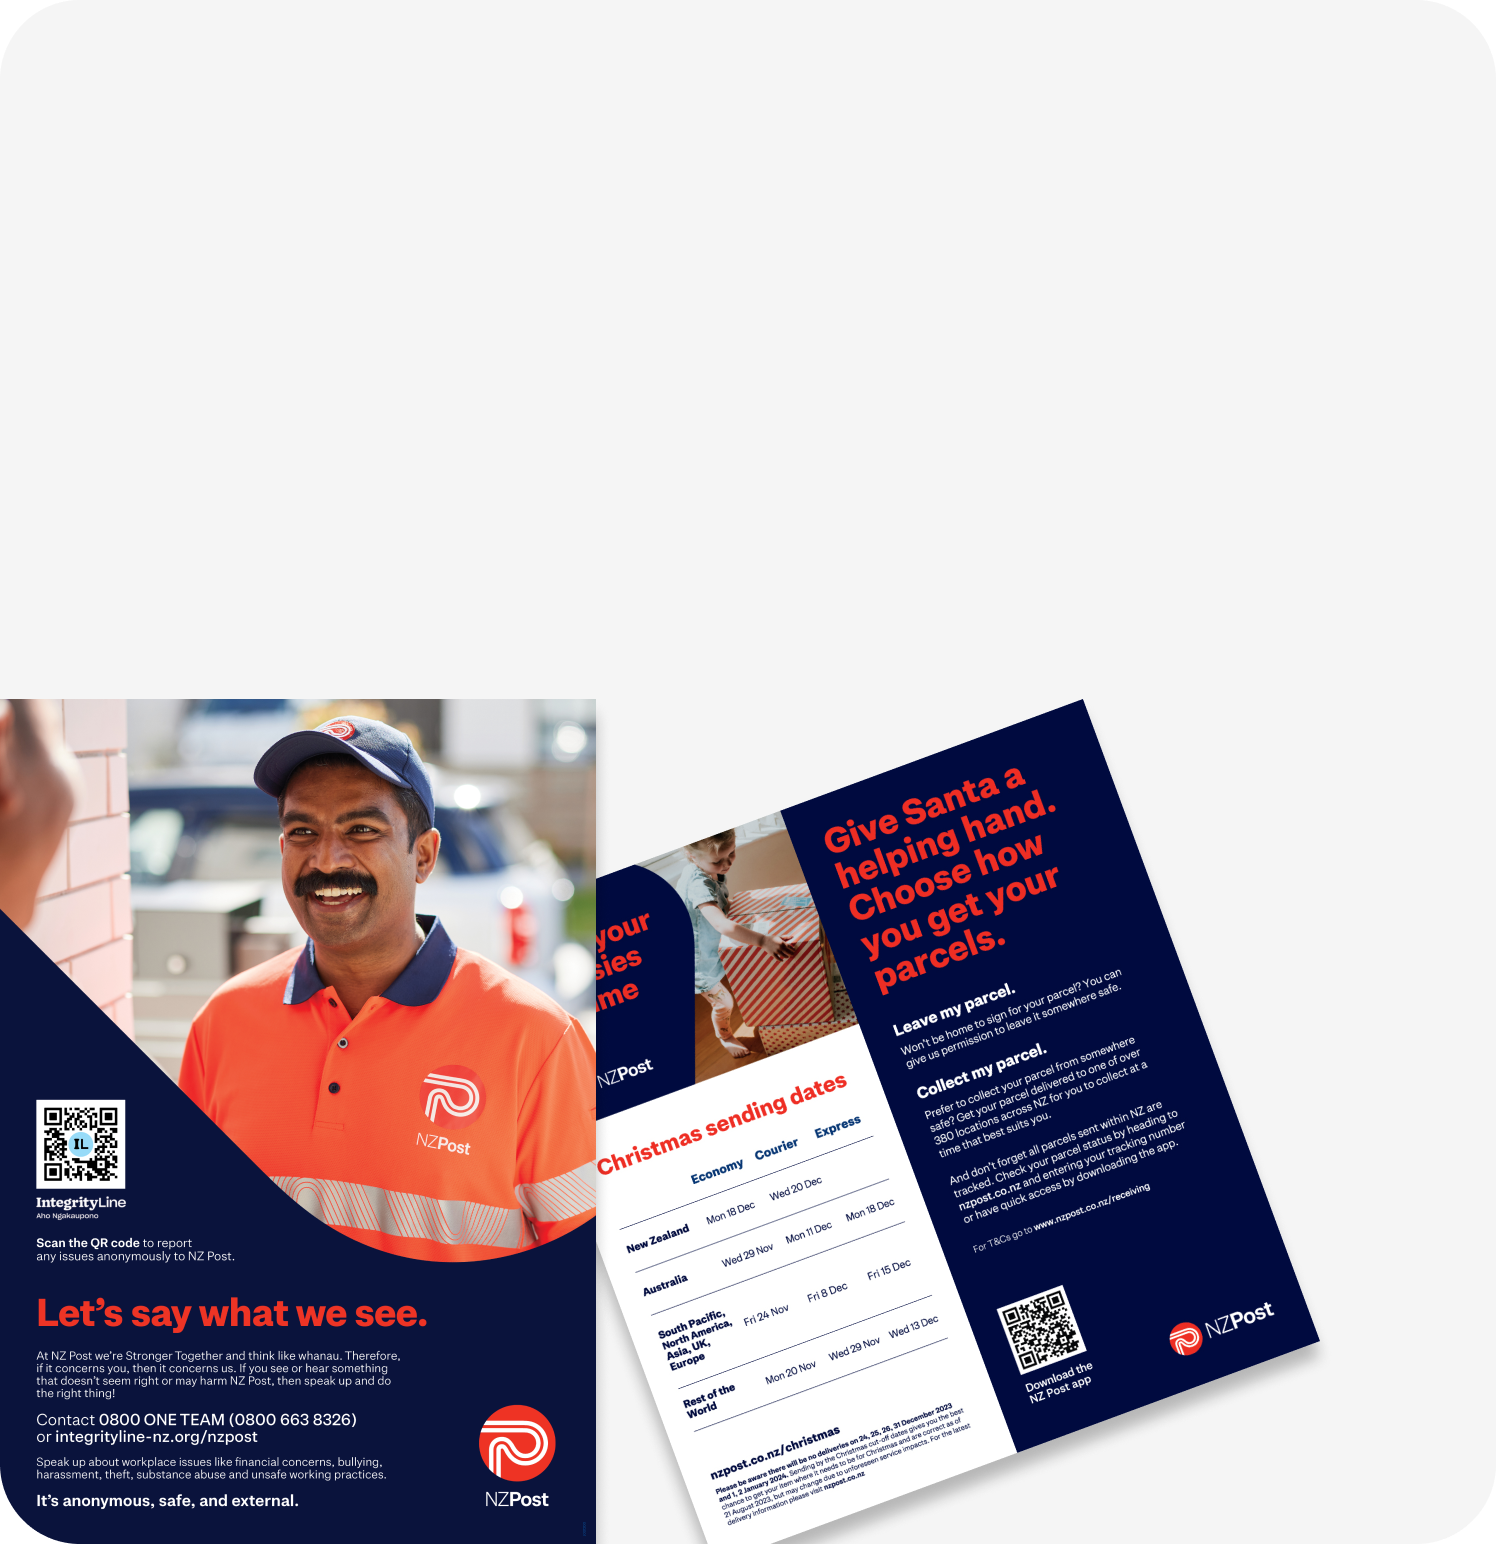 NZPost
IL
IntegrityLine
Aho Ngakaupono
Scan the QR code to report
any issues anonymously to NZ Post.
Let's say what we see.
At NZ Post we're Stronger Together and think like whanau. Therefore,
if it concerns you, then it concerns us. If you see or hear something
that doesn't seem right or may harm NZ Post, then speak up and do
the right thing!
Contact 0800 ONE TEAM (0800 663 8326)
or integrityline-nz.org/nzpost
Speak up about workplace issues like financial concerns, bullying,
harassment, theft, substance abuse and unsafe working practices.
It's anonymous, safe, and external.
NZPost
your
sies
ime
NZPost
Christmas sending dates
Economy Courier Express
New Zealand Mon 18 Dec Wed 20 Dec
Australia Wed 29 Nov Mon 11 Dec Mon 18 Dec
South Pacific,
North America,
Asia, UK,
Europe Fri 24 Nov Fri 8 Dec Fri 15 Dec
Rest of the
World Mon 20 Nov Wed 29 Nov Wed 13 Dec
nzpost.co.nz/christmas
Please be aware there will be no deliveries on 24, 25, 26, 31 December 2023
and 1, 2 January 2024. Sending by the Christmas cut-off dates gives you the best
chance to get your item where it needs to be for Christmas and are correct as of
21 August 2023, but may change due to unforeseen service impacts. For the latest
delivery information please visit nzpost.co.nz
Give Santa a
helping hand.
Choose how
you get your
parcels.
Leave my parcel.
Won't be home to sign for your parcel? You can
give us permission to leave it somewhere safe.
Collect my parcel.
Prefer to collect your parcel from somewhere
safe? Get your parcel delivered to one of over
380 locations across NZ for you to collect at a
time that best suits you.
And don't forget all parcels sent within NZ are
tracked. Check your parcel status by heading to
nzpost.co.nz and entering your tracking number
or have quick access by downloading the app.
For T&Cs go to www.nzpost.co.nz/receiving
Download the
NZ Post app
NZPost